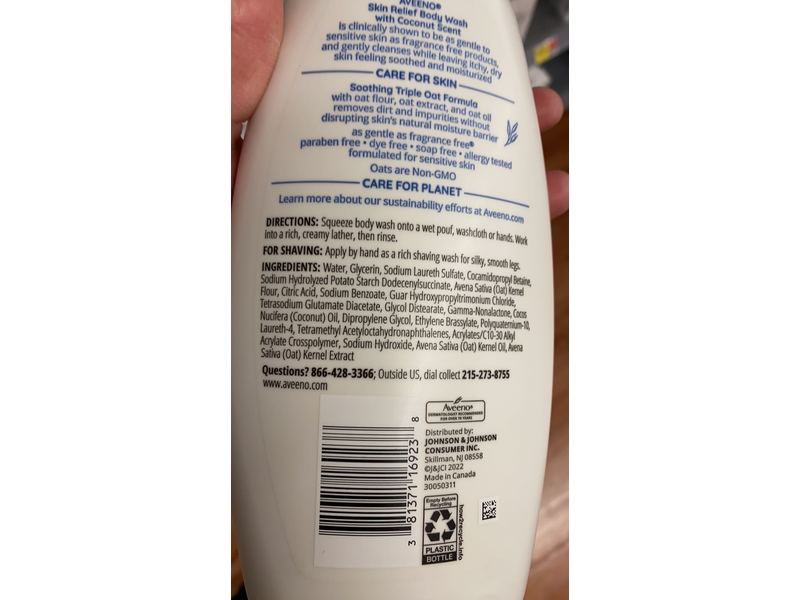 AVEENO®
Skin Relief Body Wash
with Coconut Scent
Is clinically shown to be as gentle to
sensitive skin as fragrance free products,
and gently cleanses while leaving itchy, dry
skin feeling soothed and moisturized
CARE FOR SKIN
Soothing Triple Oat Formula
with oat flour, oat extract, and oat oil
removes dirt and impurities without
disrupting skin's natural moisture barrier
as gentle as fragrance free®
paraben free • dye free • soap free • allergy tested
formulated for sensitive skin
Oats are Non-GMO
CARE FOR PLANET
Learn more about our sustainability efforts at Aveeno.com
DIRECTIONS: Squeeze body wash onto a wet pouf, washcloth or hands. Work
into a rich, creamy lather, then rinse.
FOR SHAVING: Apply by hand as a rich shaving wash for silky, smooth legs.
INGREDIENTS: Water, Glycerin, Sodium Laureth Sulfate, Cocamidopropyl Betaine,
Sodium Hydrolyzed Potato Starch Dodecenylsuccinate, Avena Sativa (Oat) Kernel
Flour, Citric Acid, Sodium Benzoate, Guar Hydroxypropyltrimonium Chloride,
Tetrasodium Glutamate Diacetate, Glycol Distearate, Gamma-Nonalactone, Cocos
Nucifera (Coconut) Oil, Dipropylene Glycol, Ethylene Brassylate, Polyquaternium-10,
Laureth-4, Tetramethyl Acetyloctahydronaphthalenes, Acrylates/C10-30 Alkyl
Acrylate Crosspolymer, Sodium Hydroxide, Avena Sativa (Oat) Kernel Oil, Avena
Sativa (Oat) Kernel Extract
Questions? 866-428-3366; Outside US, dial collect 215-273-8755
www.aveeno.com
Aveeno®
DERMATOLOGIST RECOMMENDED
FOR OVER 70 YEARS
Distributed by:
JOHNSON & JOHNSON
CONSUMER INC.
Skillman, NJ 08558
©J&JCI 2022
Made in Canada
30050311
3 81371 16923 8
Empty Before
Recycling
PLASTIC
BOTTLE
how2recycle.info